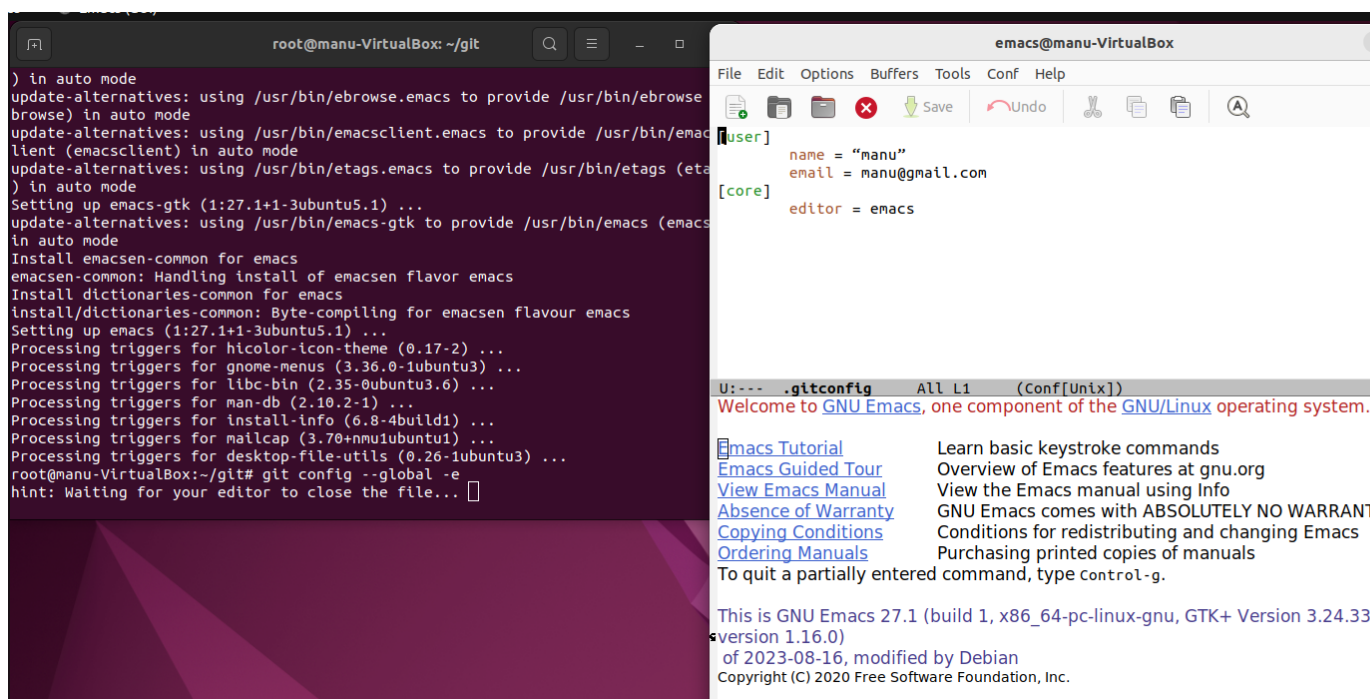 root@manu-VirtualBox: ~/git
) in auto mode
update-alternatives: using /usr/bin/ebrowse.emacs to provide /usr/bin/ebrowse
browse) in auto mode
update-alternatives: using /usr/bin/emacsclient.emacs to provide /usr/bin/emac
lient (emacsclient) in auto mode
update-alternatives: using /usr/bin/etags.emacs to provide /usr/bin/etags (eta
) in auto mode
Setting up emacs-gtk (1:27.1+1-3ubuntu5.1) ...
update-alternatives: using /usr/bin/emacs-gtk to provide /usr/bin/emacs (emacs
in auto mode
Install emacsen-common for emacs
emacsen-common: Handling install of emacsen flavor emacs
Install dictionaries-common for emacs
install/dictionaries-common: Byte-compiling for emacsen flavour emacs
Setting up emacs (1:27.1+1-3ubuntu5.1) ...
Processing triggers for hicolor-icon-theme (0.17-2) ...
Processing triggers for gnome-menus (3.36.0-1ubuntu3) ...
Processing triggers for libc-bin (2.35-0ubuntu3.6) ...
Processing triggers for man-db (2.10.2-1) ...
Processing triggers for install-info (6.8-4build1) ...
Processing triggers for mailcap (3.70+nmu1ubuntu1) ...
Processing triggers for desktop-file-utils (0.26-1ubuntu3) ...
root@manu-VirtualBox:~/git# git config --global -e
hint: Waiting for your editor to close the file...
emacs@manu-VirtualBox
File Edit Options Buffers Tools Conf Help
Save Undo
[user]
name = “manu”
email = manu@gmail.com
[core]
editor = emacs
U:--- .gitconfig All L1 (Conf[Unix])
Welcome to GNU Emacs, one component of the GNU/Linux operating system.
Emacs Tutorial Learn basic keystroke commands
Emacs Guided Tour Overview of Emacs features at gnu.org
View Emacs Manual View the Emacs manual using Info
Absence of Warranty GNU Emacs comes with ABSOLUTELY NO WARRANT
Copying Conditions Conditions for redistributing and changing Emacs
Ordering Manuals Purchasing printed copies of manuals
To quit a partially entered command, type Control-g.
This is GNU Emacs 27.1 (build 1, x86_64-pc-linux-gnu, GTK+ Version 3.24.33
version 1.16.0)
of 2023-08-16, modified by Debian
Copyright (C) 2020 Free Software Foundation, Inc.